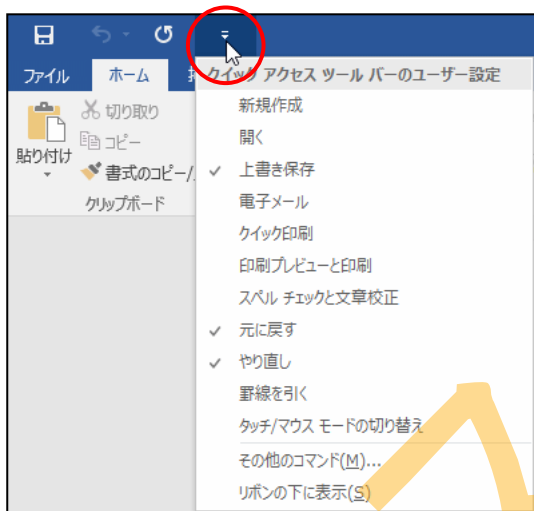 ファイル
ホーム
クイック アクセス ツール バーのユーザー設定
貼り付け
切り取り
コピー
書式のコピー/
クリップボード
新規作成
開く
上書き保存
電子メール
クイック印刷
印刷プレビューと印刷
スペル チェックと文章校正
元に戻す
やり直し
罫線を引く
タッチ/マウス モードの切り替え
その他のコマンド(M)...
リボンの下に表示(S)